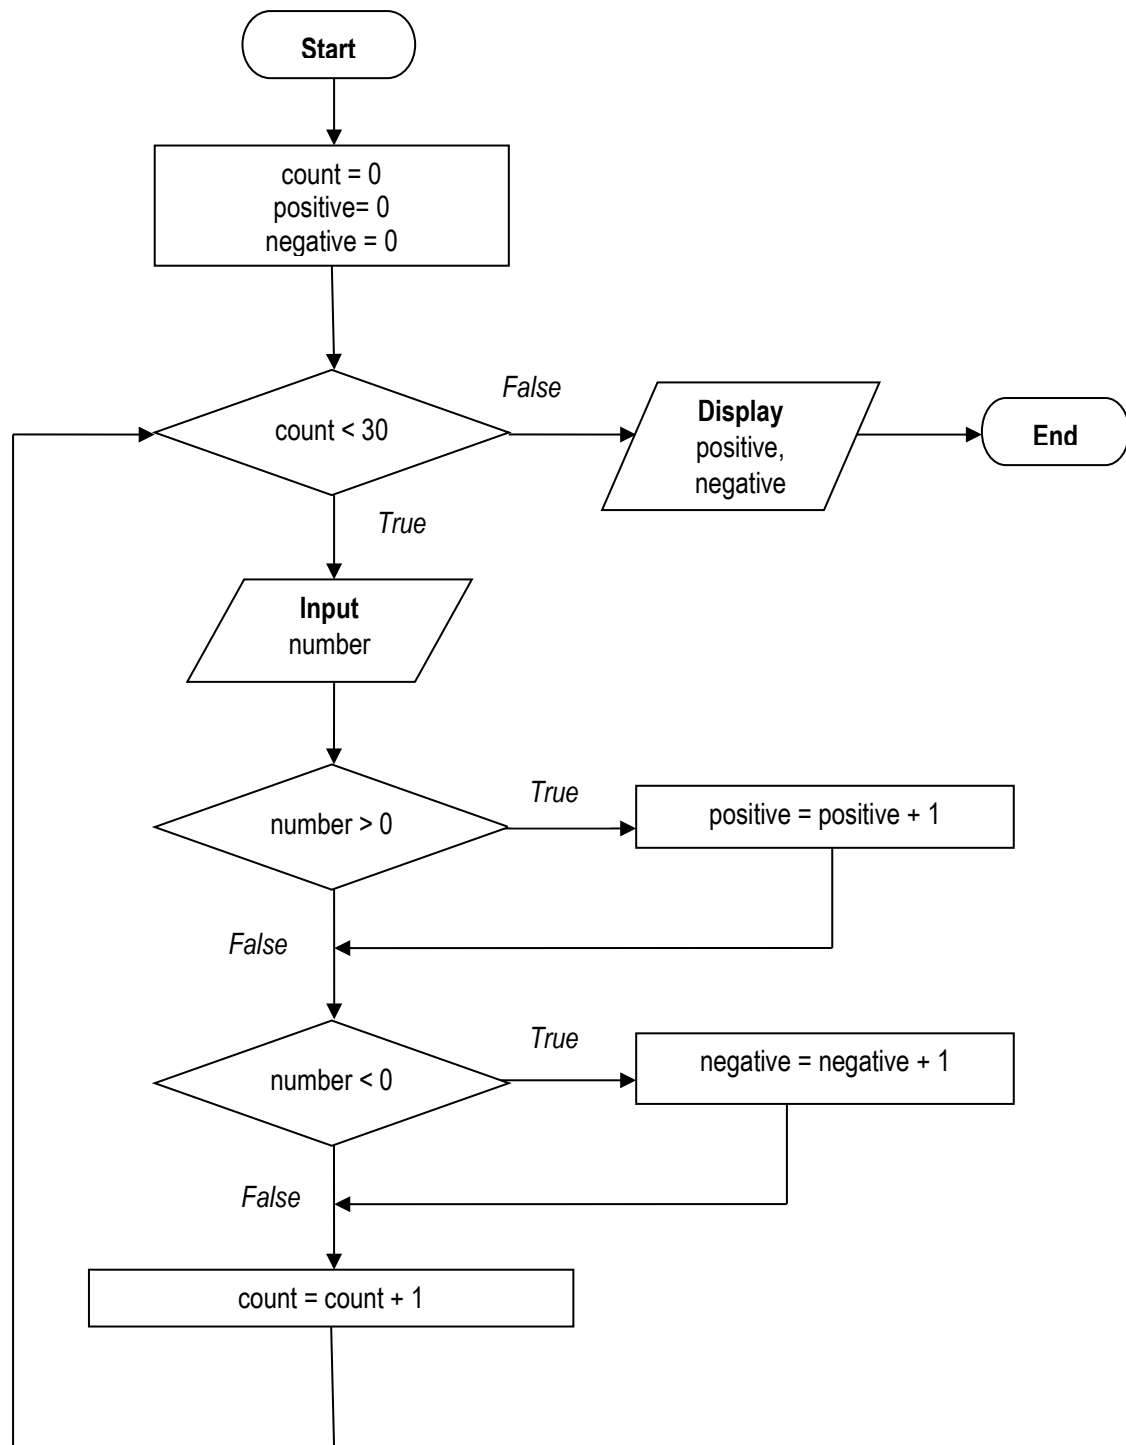 Start
count = 0
positive= 0
negative = 0
count < 30
False
Display
positive,
negative
End
True
Input
number
number > 0
True
positive = positive + 1
False
number < 0
True
negative = negative + 1
False
count = count + 1